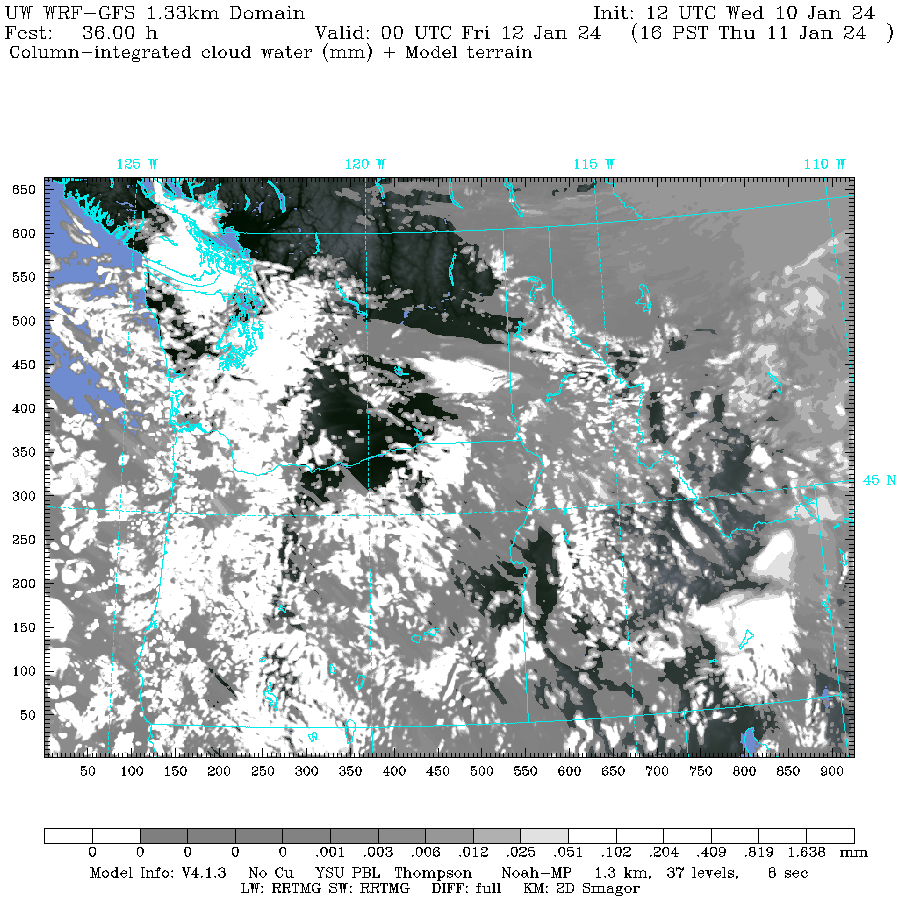 UW WRF-GFS 1.33km Domain Init: 12 UTC Wed 10 Jan 24
Fcst: 36.00 h Valid: 00 UTC Fri 12 Jan 24 (16 PST Thu 11 Jan 24 )
Column-integrated cloud water (mm) + Model terrain
125 W 120 W 115 W 110 W
650
600
550
500
450
400
350
45 N
300
250
200
150
100
50
50 100 150 200 250 300 350 400 450 500 550 600 650 700 750 800 850 900
0 0 0 0 0 .001 .003 .006 .012 .025 .051 .102 .204 .409 .819 1.638 mm
Model Info: V4.1.3 No Cu YSU PBL Thompson Noah-MP 1.3 km, 37 levels, 8 sec
LW: RRTMG SW: RRTMG DIFF: full KM: 2D Smagor